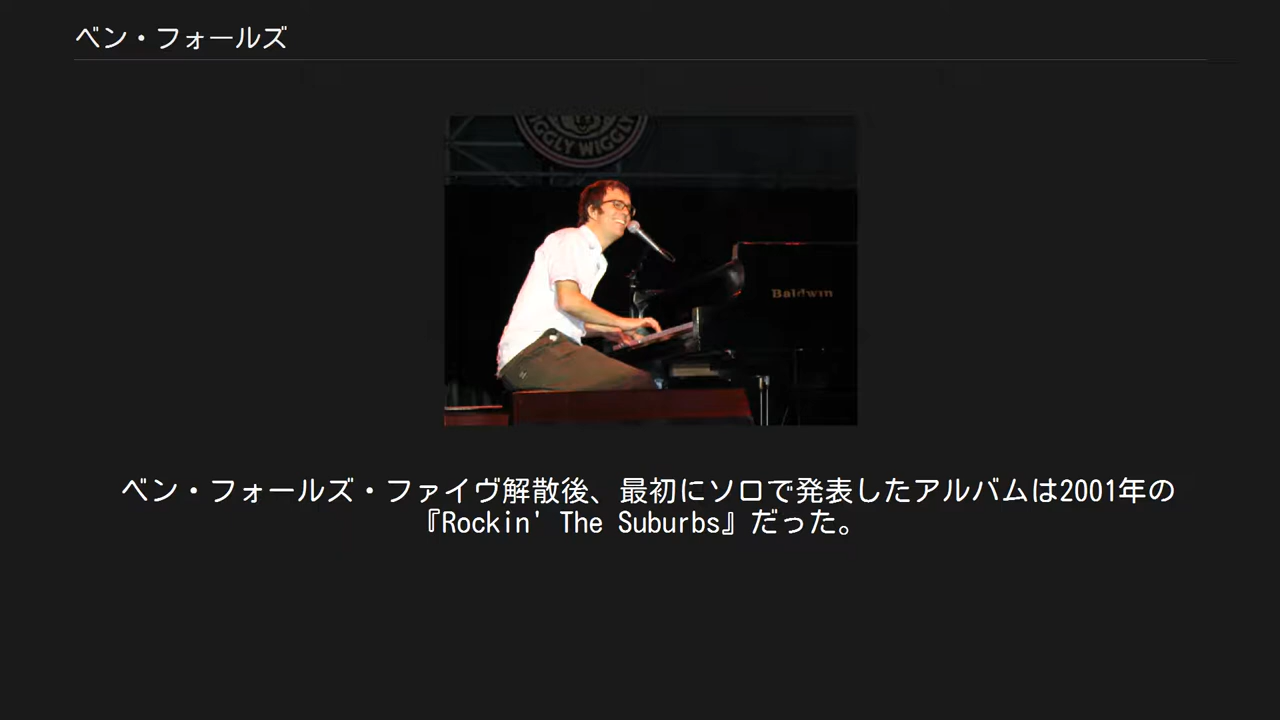 ベン・フォールズ
IGGLY WIGGLY
Baldwin
ベン・フォールズ・ファイヴ解散後、最初にソロで発表したアルバムは2001年の
『Rockin' The Suburbs』だった。